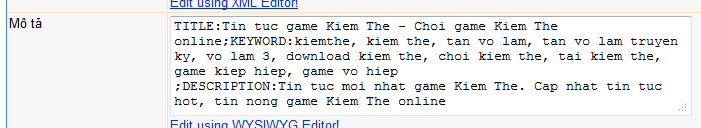 Edit using XML Editor!
Mô tả
TITLE:Tin tuc game Kiem The - Choi game Kiem The
online;KEYWORD:kiemthe, kiem the, tan vo lam, tan vo lam truyen
ky, vo lam 3, download kiem the, choi kiem the, tai kiem the,
game kiep hiep, game vo hiep
;DESCRIPTION:Tin tuc moi nhat game Kiem The. Cap nhat tin tuc
hot, tin nong game Kiem The online
Edit using WYSIWYG Editor!